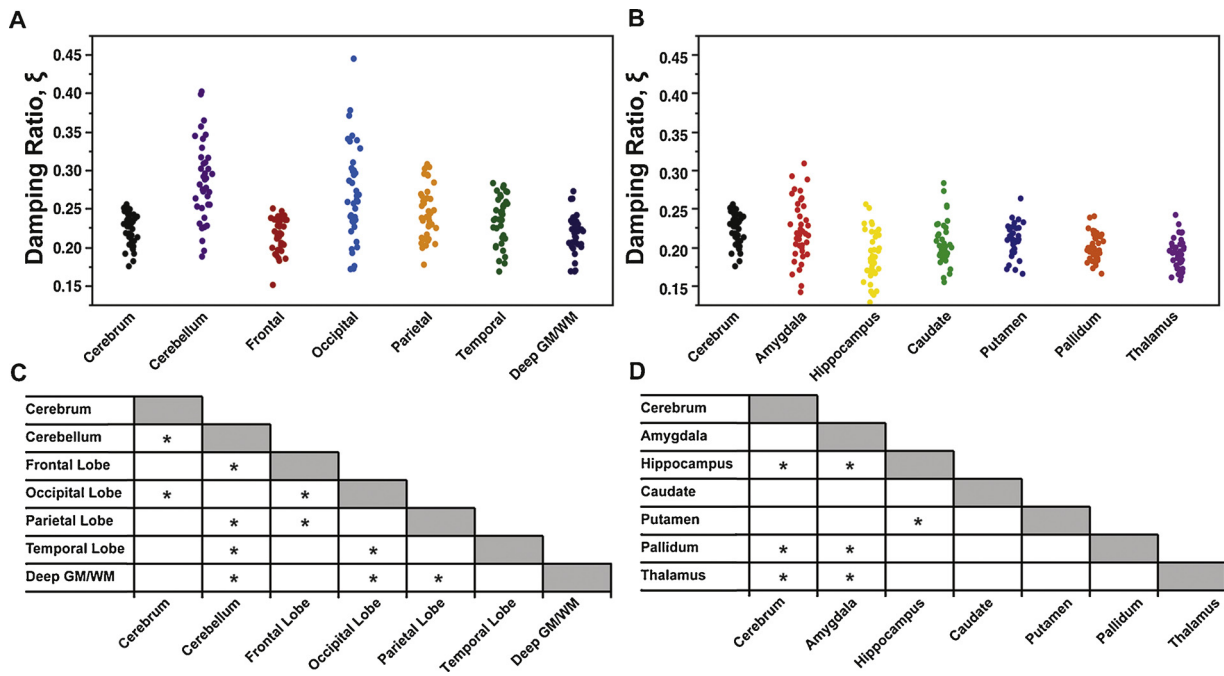 A
Damping Ratio, ξ
0.45
0.40
0.35
0.30
0.25
0.20
0.15
Cerebrum
Cerebellum
Frontal
Occipital
Parietal
Temporal
Deep GM/WM
B
Damping Ratio, ξ
0.45
0.40
0.35
0.30
0.25
0.20
0.15
Cerebrum
Amygdala
Hippocampus
Caudate
Putamen
Pallidum
Thalamus
C
Cerebrum
Cerebellum *
Frontal Lobe *
Occipital Lobe * *
Parietal Lobe * *
Temporal Lobe * *
Deep GM/WM * * *
Cerebrum
Cerebellum
Frontal Lobe
Occipital Lobe
Parietal Lobe
Temporal Lobe
Deep GM/WM
D
Cerebrum
Amygdala
Hippocampus * *
Caudate
Putamen *
Pallidum * *
Thalamus * *
Cerebrum
Amygdala
Hippocampus
Caudate
Putamen
Pallidum
Thalamus